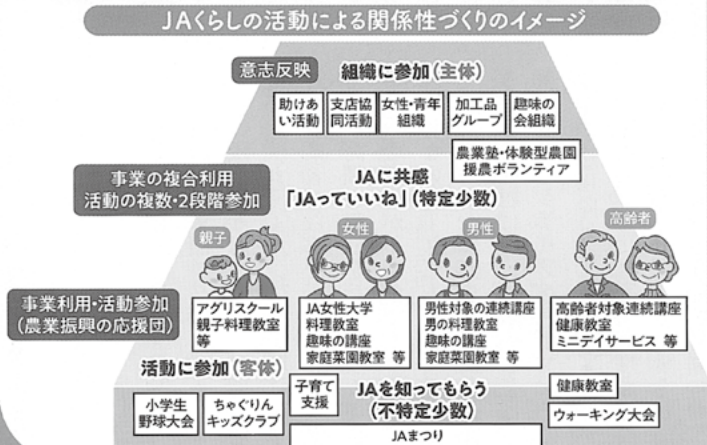 JAくらしの活動による関係性づくりのイメージ
意志反映
組織に参加(主体)
助けあ
い活動
支店協
同活動
女性・青年
組織
加工品
グループ
趣味の
会組織
農業塾・体験型農園
援農ボランティア
事業の複合利用
活動の複数・2段階参加
JAに共感
「JAっていいね」(特定少数)
親子
女性
男性
高齢者
事業利用・活動参加
(農業振興の応援団)
アグリスクール
親子料理教室
等
JA女性大学
料理教室
趣味の講座
家庭菜園教室 等
男性対象の連続講座
男の料理教室
趣味の講座
家庭菜園教室 等
高齢者対象連続講座
健康教室
ミニデイサービス 等
活動に参加(客体)
小学生
野球大会
ちゃぐりん
キッズクラブ
子育て
支援
JAを知ってもらう
(不特定少数)
健康教室
ウォーキング大会
JAまつり